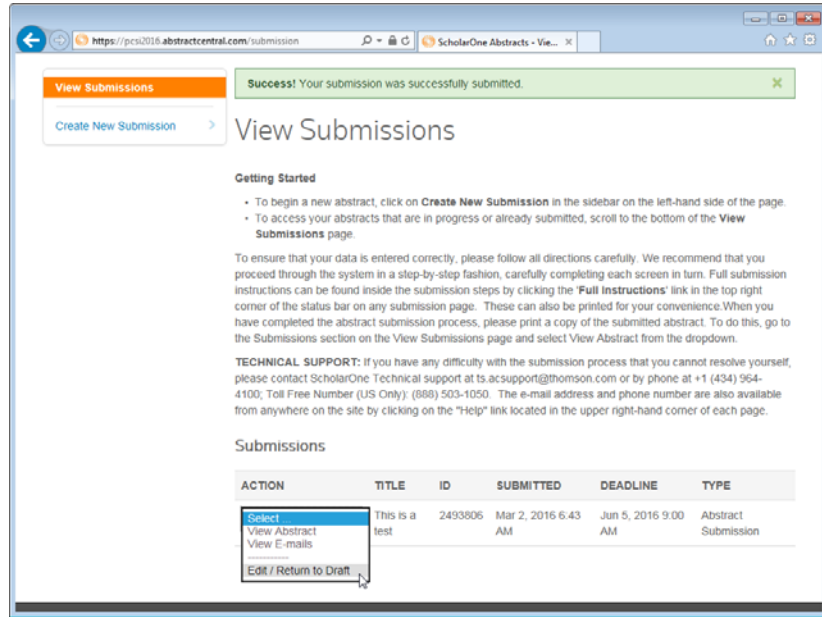 https://pcsi2016.abstractcentral.com/submission
ScholarOne Abstracts - Vie...
View Submissions
Create New Submission
Success! Your submission was successfully submitted.
View Submissions
Getting Started
• To begin a new abstract, click on Create New Submission in the sidebar on the left-hand side of the page.
• To access your abstracts that are in progress or already submitted, scroll to the bottom of the View
Submissions page.
To ensure that your data is entered correctly, please follow all directions carefully. We recommend that you
proceed through the system in a step-by-step fashion, carefully completing each screen in turn. Full submission
instructions can be found inside the submission steps by clicking the 'Full Instructions' link in the top right
corner of the status bar on any submission page. These can also be printed for your convenience.When you
have completed the abstract submission process, please print a copy of the submitted abstract. To do this, go to
the Submissions section on the View Submissions page and select View Abstract from the dropdown.
TECHNICAL SUPPORT: If you have any difficulty with the submission process that you cannot resolve yourself,
please contact ScholarOne Technical support at ts.acsupport@thomson.com or by phone at +1 (434) 964-
4100; Toll Free Number (US Only): (888) 503-1050. The e-mail address and phone number are also available
from anywhere on the site by clicking on the "Help" link located in the upper right-hand corner of each page.
Submissions
ACTION TITLE ID SUBMITTED DEADLINE TYPE
Select ... This is a 2493806 Mar 2, 2016 6:43 Jun 5, 2016 9:00 Abstract
View Abstract test AM AM Submission
View E-mails
-----------
Edit / Return to Draft